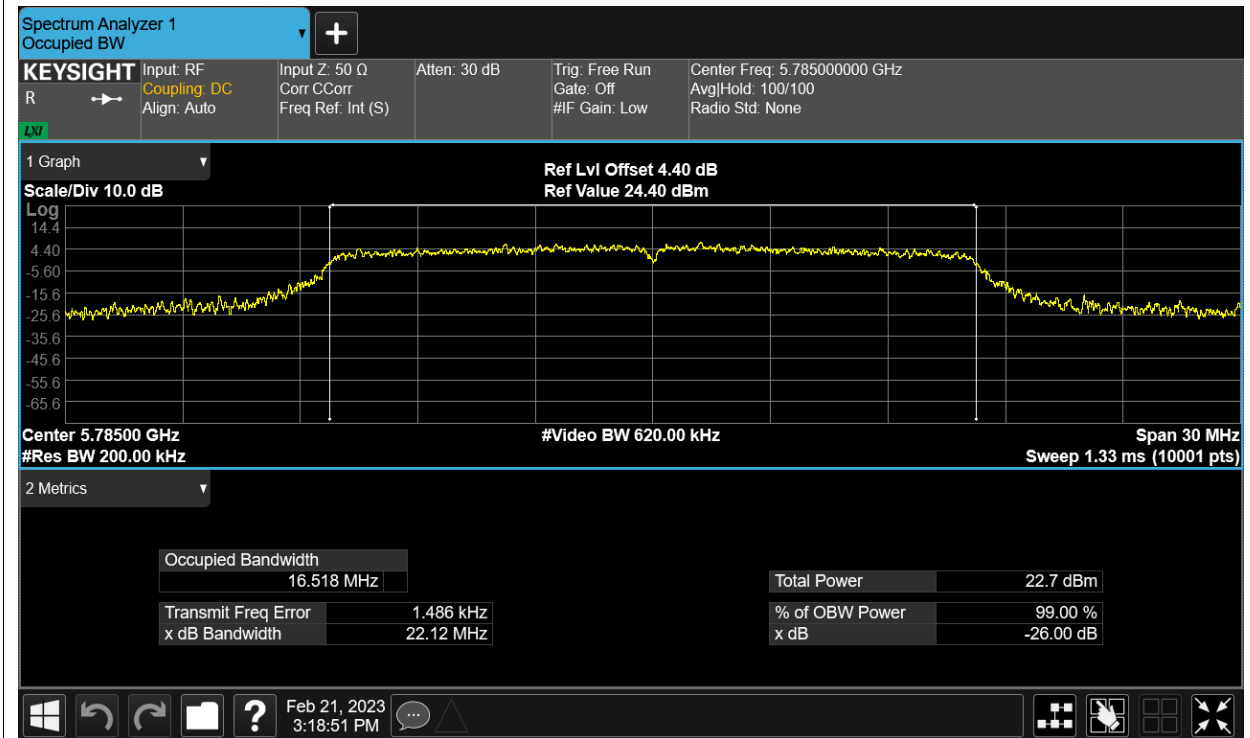 Spectrum Analyzer 1
Occupied BW
+
KEYSIGHT
R
LXI
Input: RF
Coupling: DC
Align: Auto
Input Z: 50 Ω
Corr CCorr
Freq Ref: Int (S)
Atten: 30 dB
Trig: Free Run
Gate: Off
#IF Gain: Low
Center Freq: 5.785000000 GHz
Avg|Hold: 100/100
Radio Std: None
1 Graph
Scale/Div 10.0 dB
Ref Lvl Offset 4.40 dB
Ref Value 24.40 dBm
Log
14.4
4.40
-5.60
-15.6
-25.6
-35.6
-45.6
-55.6
-65.6
Center 5.78500 GHz
#Video BW 620.00 kHz
Span 30 MHz
#Res BW 200.00 kHz
Sweep 1.33 ms (10001 pts)
2 Metrics
Occupied Bandwidth
16.518 MHz
Total Power 22.7 dBm
Transmit Freq Error 1.486 kHz
% of OBW Power 99.00 %
x dB Bandwidth 22.12 MHz
x dB -26.00 dB
?
Feb 21, 2023
3:18:51 PM